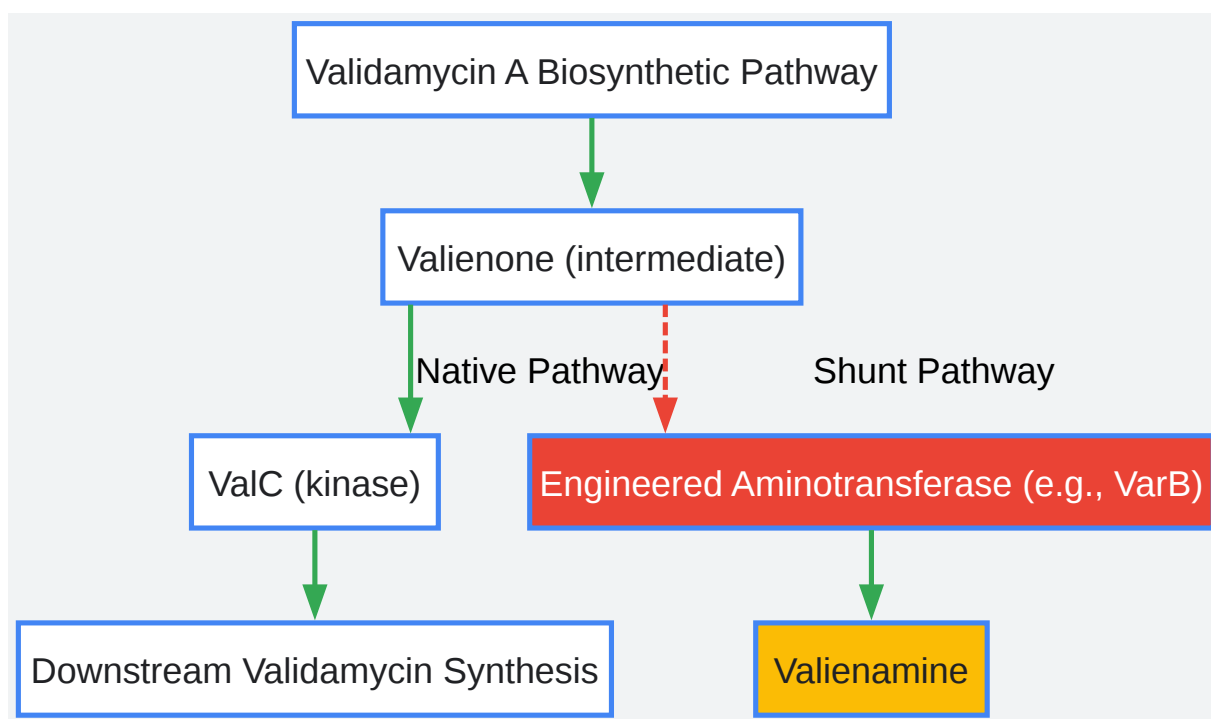 Validamycin A Biosynthetic Pathway
Valienone (intermediate)
Native Pathway
Shunt Pathway
ValC (kinase)
Engineered Aminotransferase (e.g., VarB)
Downstream Validamycin Synthesis
Valienamine